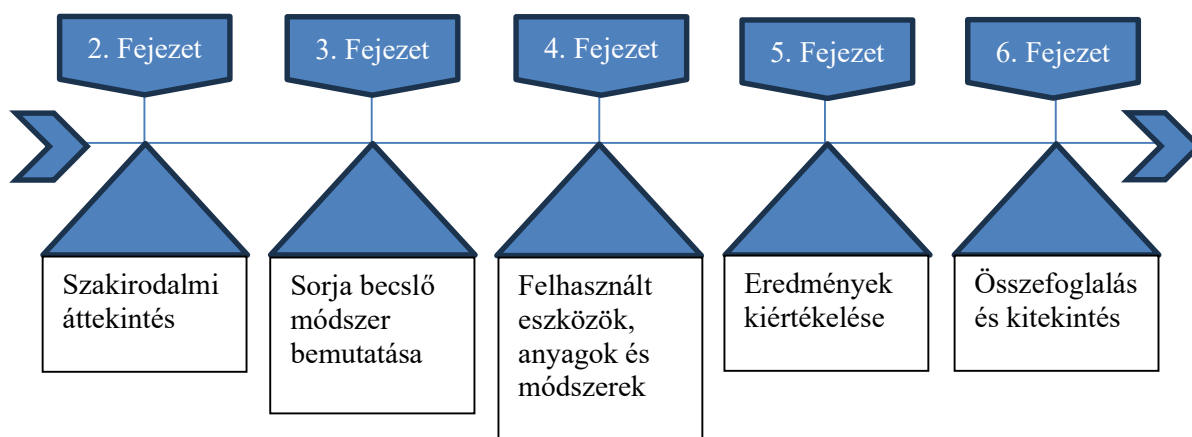 2. Fejezet
3. Fejezet
4. Fejezet
5. Fejezet
6. Fejezet
Szakirodalmi
áttekintés
Sorja becslő
módszer
bemutatása
Felhasznált
eszközök,
anyagok és
módszerek
Eredmények
kiértékelése
Összefoglalás
és kitekintés